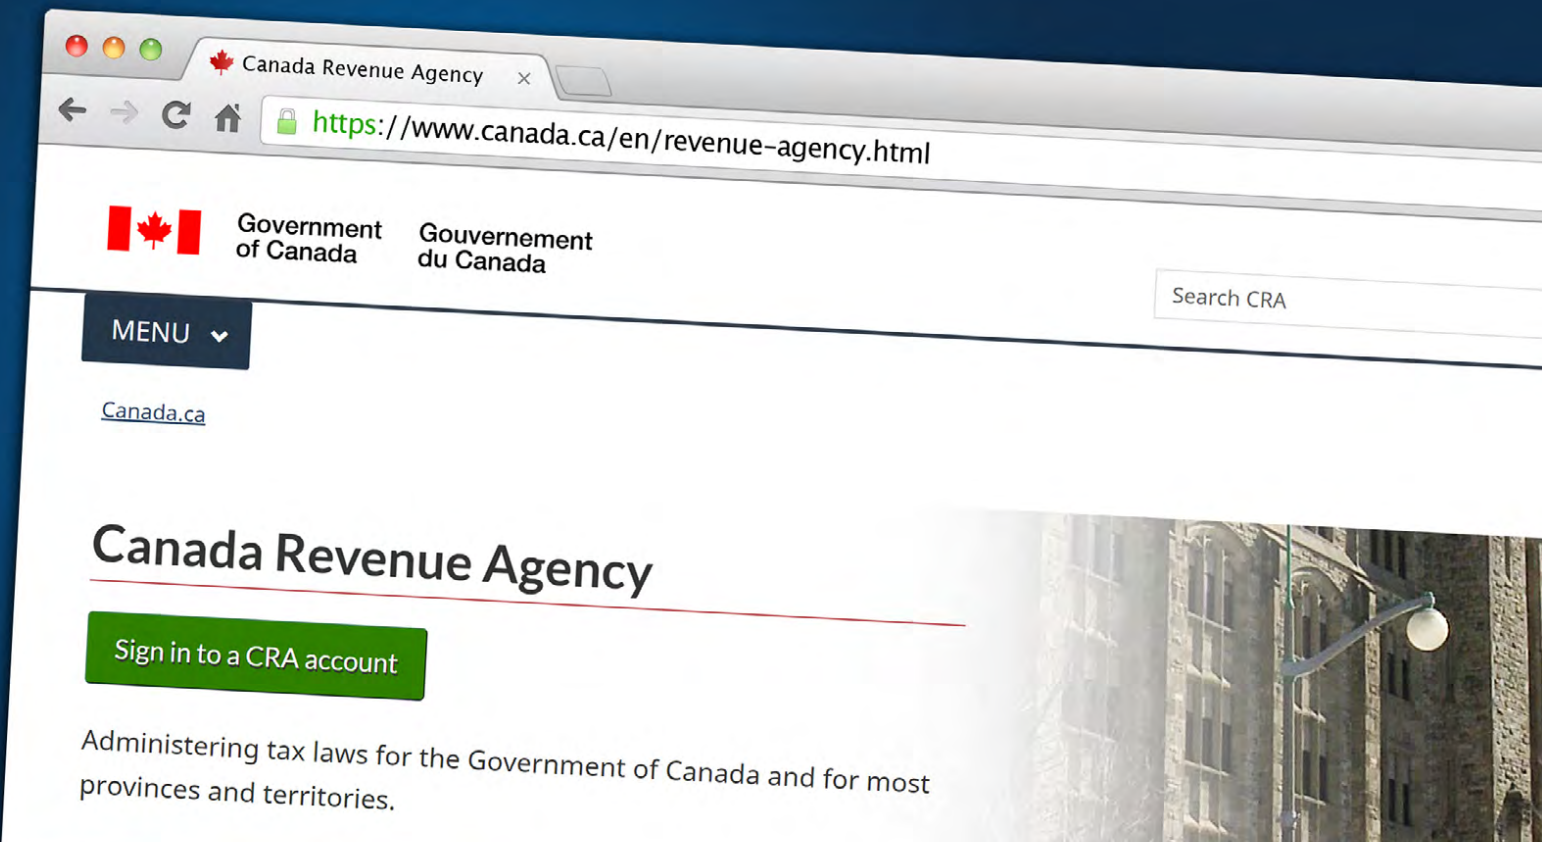 Canada Revenue Agency
https://www.canada.ca/en/revenue-agency.html
Government Gouvernement
of Canada du Canada
Search CRA
MENU
Canada.ca
Canada Revenue Agency
Sign in to a CRA account
Administering tax laws for the Government of Canada and for most
provinces and territories.